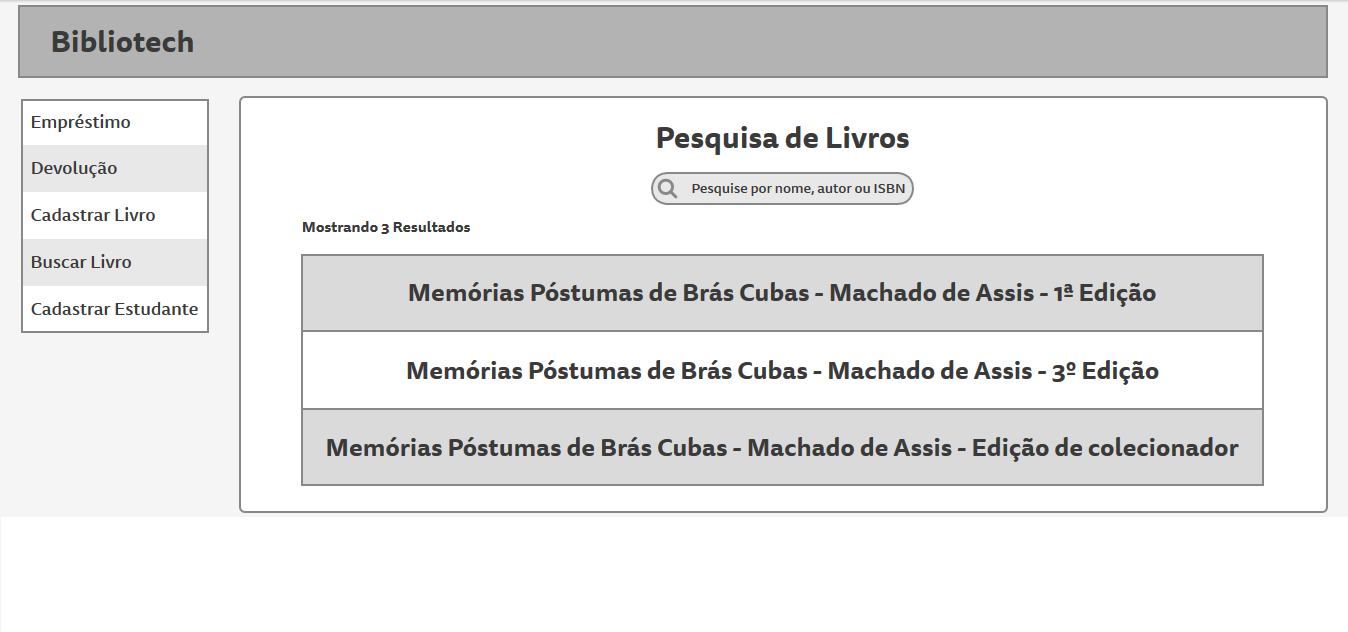 Bibliotech
Empréstimo
Devolução
Cadastrar Livro
Buscar Livro
Cadastrar Estudante
Pesquisa de Livros
Pesquise por nome, autor ou ISBN
Mostrando 3 Resultados
Memórias Póstumas de Brás Cubas - Machado de Assis - 1ª Edição
Memórias Póstumas de Brás Cubas - Machado de Assis - 3º Edição
Memórias Póstumas de Brás Cubas - Machado de Assis - Edição de colecionador